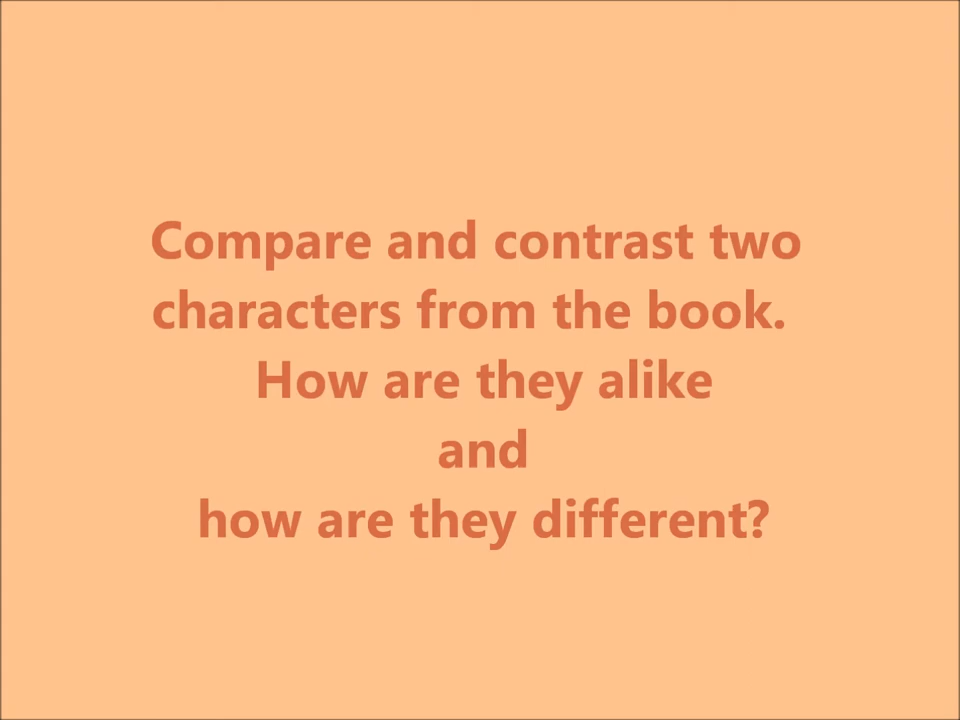 Compare and contrast two
characters from the book.
How are they alike
and
how are they different?